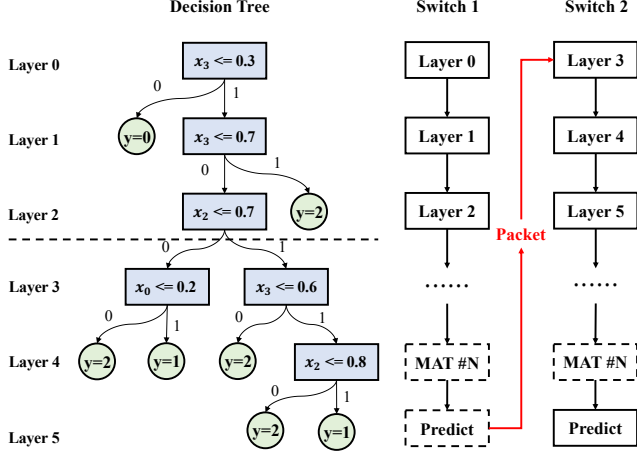 Decision Tree Switch 1 Switch 2
Layer 0 x₃ <= 0.3 Layer 0 Layer 3
0 1
Layer 1 y=0 x₃ <= 0.7 Layer 1 Layer 4
0 1
Layer 2 x₂ <= 0.7 y=2 Layer 2 Layer 5
Packet
0 1
Layer 3 x₀ <= 0.2 x₃ <= 0.6 ...... ......
0 1 0 1
Layer 4 y=2 y=1 y=2 x₂ <= 0.8 MAT #N MAT #N
0 1
y=2 y=1 Predict Predict
Layer 5